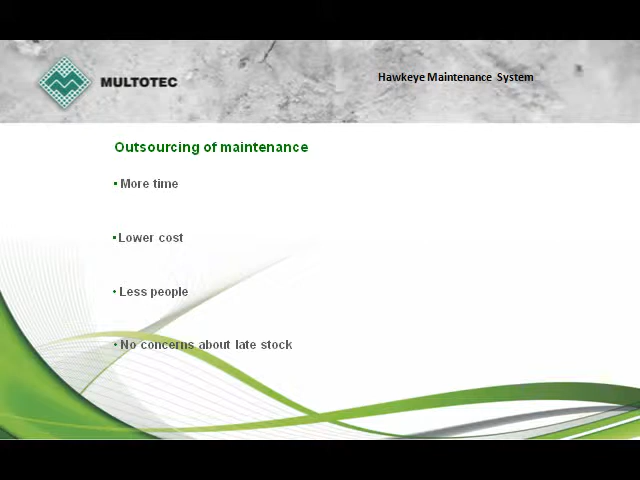 MULTOTEC
Hawkeye Maintenance System
Outsourcing of maintenance
• More time
• Lower cost
• Less people
• No concerns about late stock